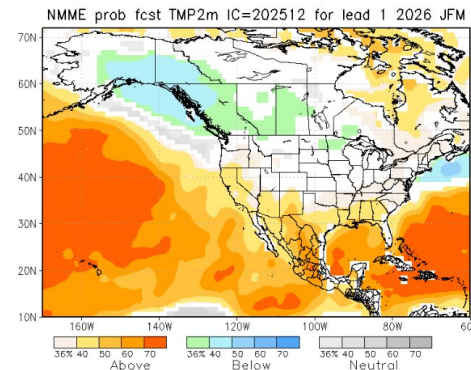 NMME prob fcst TMP2m IC=202512 for lead 1 2026 JFM
70N
60N
50N
40N
30N
20N
10N
160W 140W 120W 100W 80W 60W
36% 40 50 60 70 36% 40 50 60 70 36% 40 50 60 70
Above Below Neutral